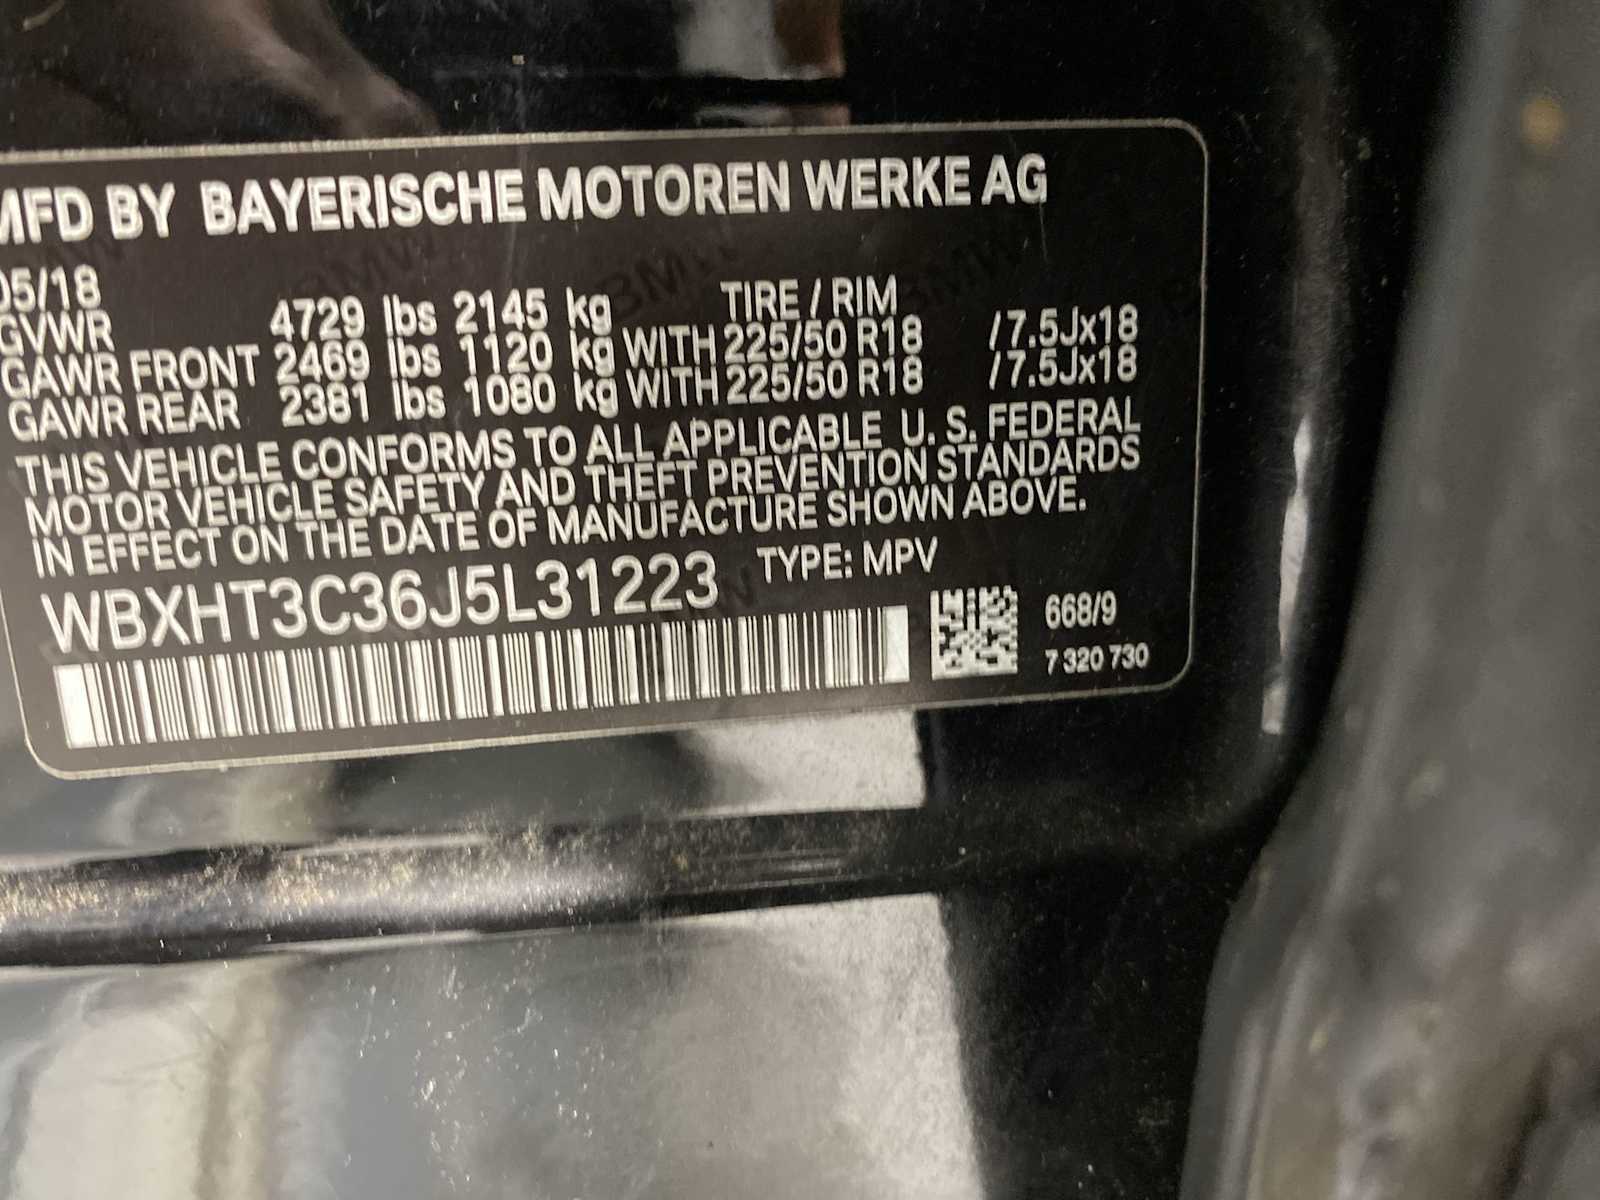 MFD BY BAYERISCHE MOTOREN WERKE AG
05/18
GVWR 4729 lbs 2145 kg TIRE / RIM
GAWR FRONT 2469 lbs 1120 kg WITH 225/50 R18 /7.5Jx18
GAWR REAR 2381 lbs 1080 kg WITH 225/50 R18 /7.5Jx18
THIS VEHICLE CONFORMS TO ALL APPLICABLE U. S. FEDERAL
MOTOR VEHICLE SAFETY AND THEFT PREVENTION STANDARDS
IN EFFECT ON THE DATE OF MANUFACTURE SHOWN ABOVE.
WBXHT3C36J5L31223 TYPE: MPV
668/9
7 320 730